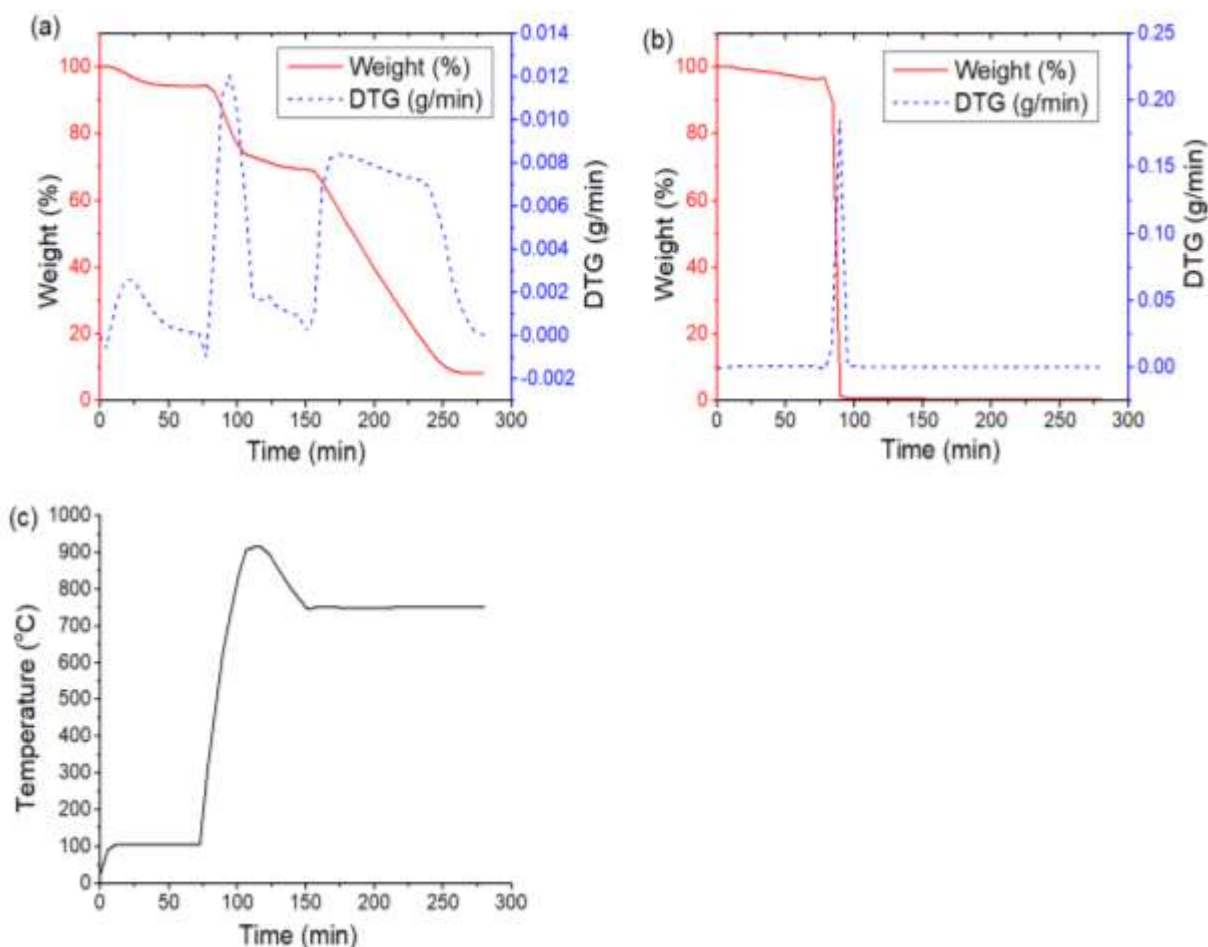 (a)
Weight (%)
DTG (g/min)
100
80
60
40
20
0
Weight (%)
0.014
0.012
0.010
0.008
0.006
0.004
0.002
0.000
-0.002
DTG (g/min)
0 50 100 150 200 250 300
Time (min)
(b)
Weight (%)
DTG (g/min)
100
80
60
40
20
0
Weight (%)
0.25
0.20
0.15
0.10
0.05
0.00
DTG (g/min)
0 50 100 150 200 250 300
Time (min)
(c)
1000
900
800
700
600
500
400
300
200
100
0
Temperature (°C)
0 50 100 150 200 250 300
Time (min)